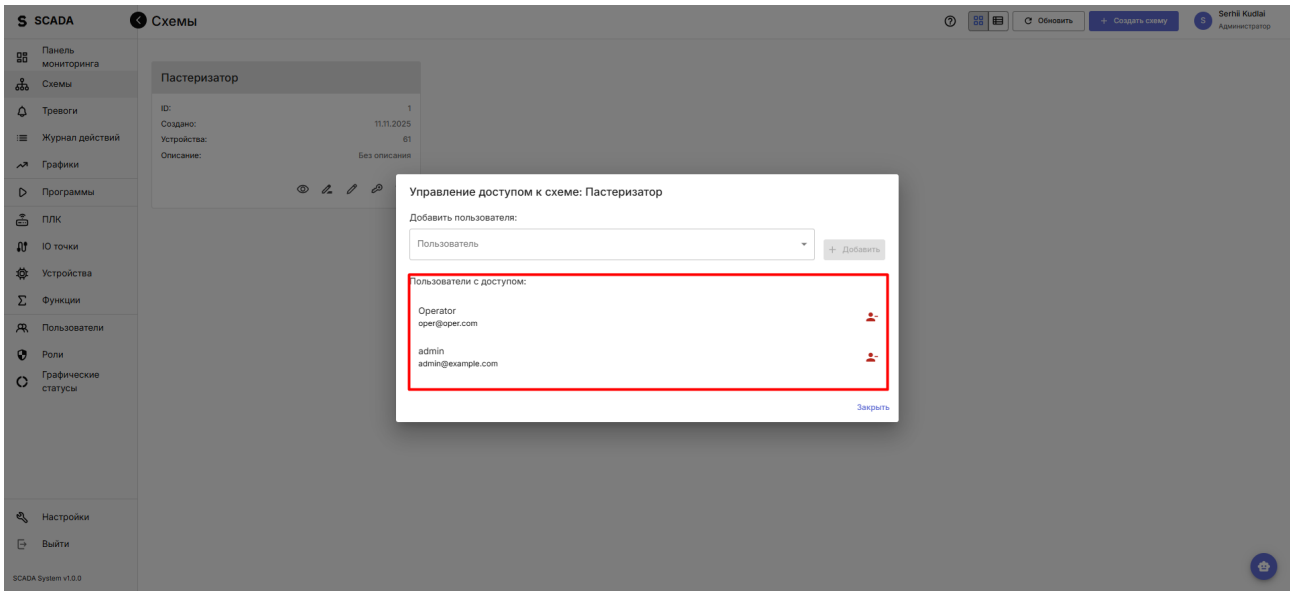 S SCADA
Схемы
Обновить
+ Создать схему
S
Serhii Kudlai
Администратор
Панель
мониторинга
Схемы
Тревоги
Журнал действий
Графики
Программы
ПЛК
IO точки
Устройства
Функции
Пользователи
Роли
Графические
статусы
Настройки
Выйти
SCADA System v1.0.0
Пастеризатор
ID: 1
Создано: 11.11.2025
Устройства: 61
Описание: Без описания
Управление доступом к схеме: Пастеризатор
Добавить пользователя:
Пользователь
+ Добавить
Пользователи с доступом:
Operator
oper@oper.com
admin
admin@example.com
Закрыть